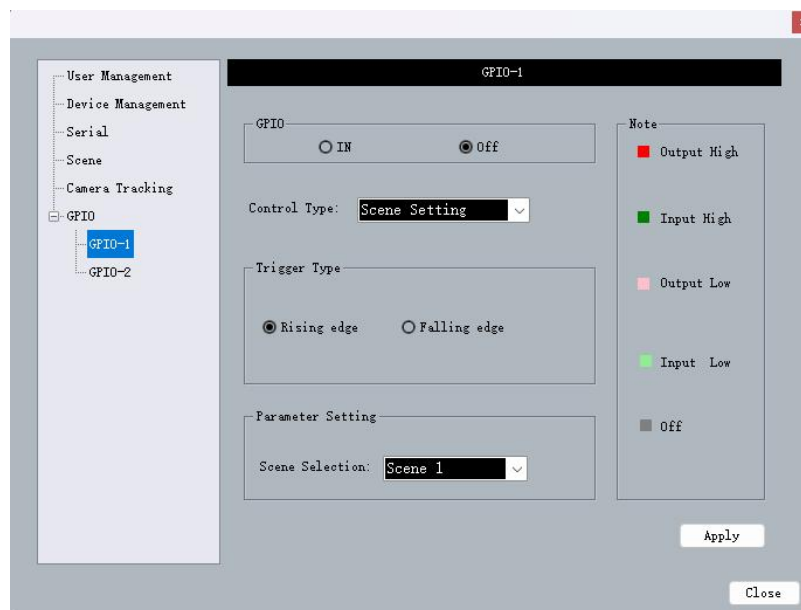 User Management
Device Management
Serial
Scene
Camera Tracking
GPIO
GPIO-1
GPIO-2
GPIO-1
GPIO
IN Off
Control Type: Scene Setting
Trigger Type
Rising edge Falling edge
Parameter Setting
Scene Selection: Scene 1
Note
Output High
Input High
Output Low
Input Low
Off
Apply
Close